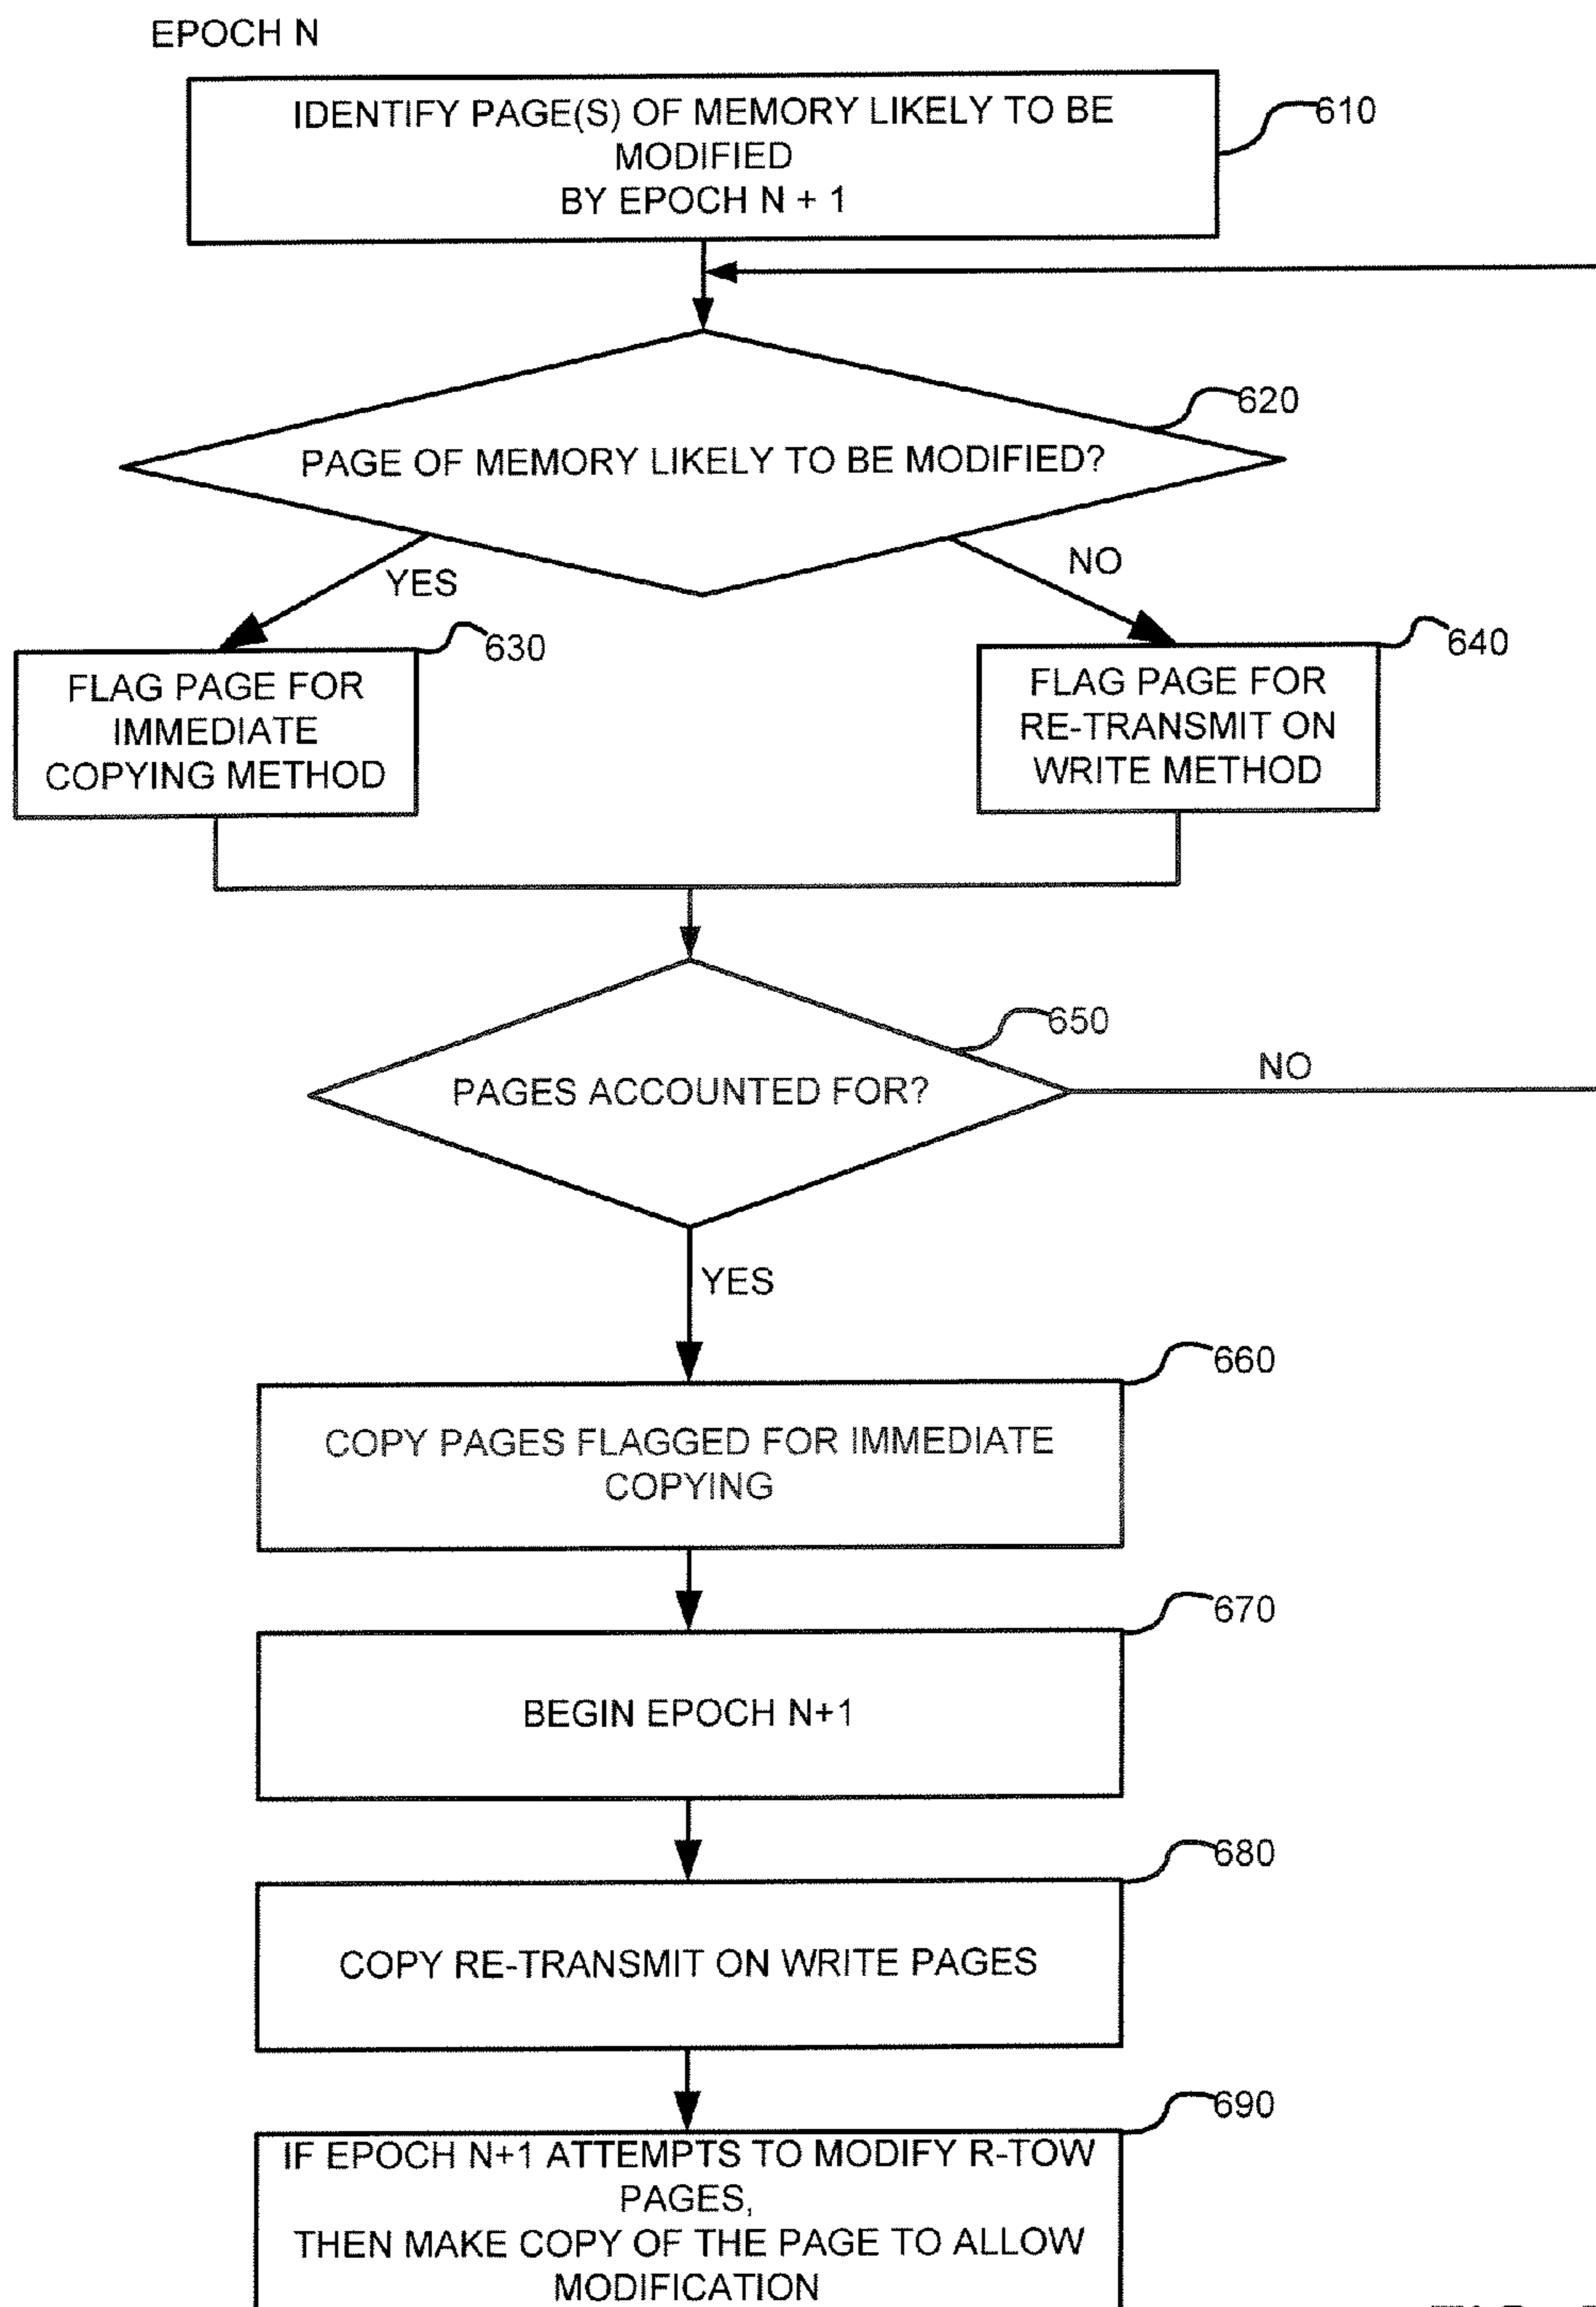 EPOCH N
IDENTIFY PAGE(S) OF MEMORY LIKELY TO BE
MODIFIED
BY EPOCH N + 1
610
620
PAGE OF MEMORY LIKELY TO BE MODIFIED?
YES
NO
630
640
FLAG PAGE FOR
IMMEDIATE
COPYING METHOD
FLAG PAGE FOR
RE-TRANSMIT ON
WRITE METHOD
650
PAGES ACCOUNTED FOR?
NO
YES
660
COPY PAGES FLAGGED FOR IMMEDIATE
COPYING
670
BEGIN EPOCH N+1
680
COPY RE-TRANSMIT ON WRITE PAGES
690
IF EPOCH N+1 ATTEMPTS TO MODIFY R-TOW
PAGES,
THEN MAKE COPY OF THE PAGE TO ALLOW
MODIFICATION